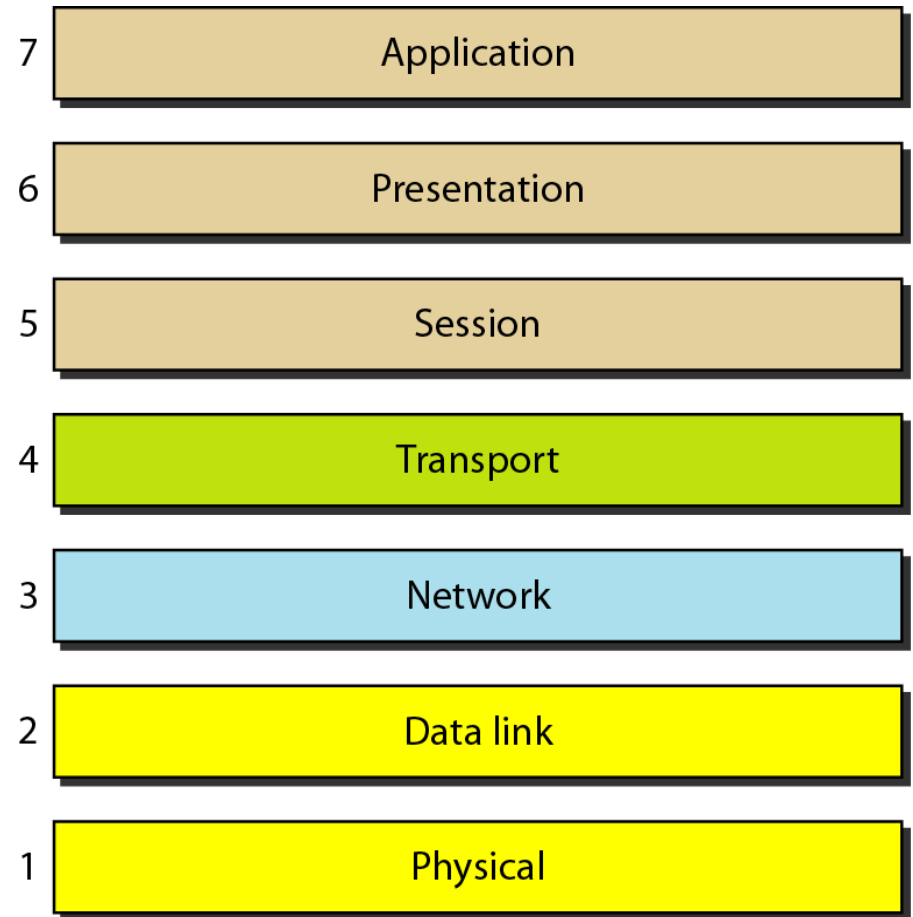 7 Application
6 Presentation
5 Session
4 Transport
3 Network
2 Data link
1 Physical